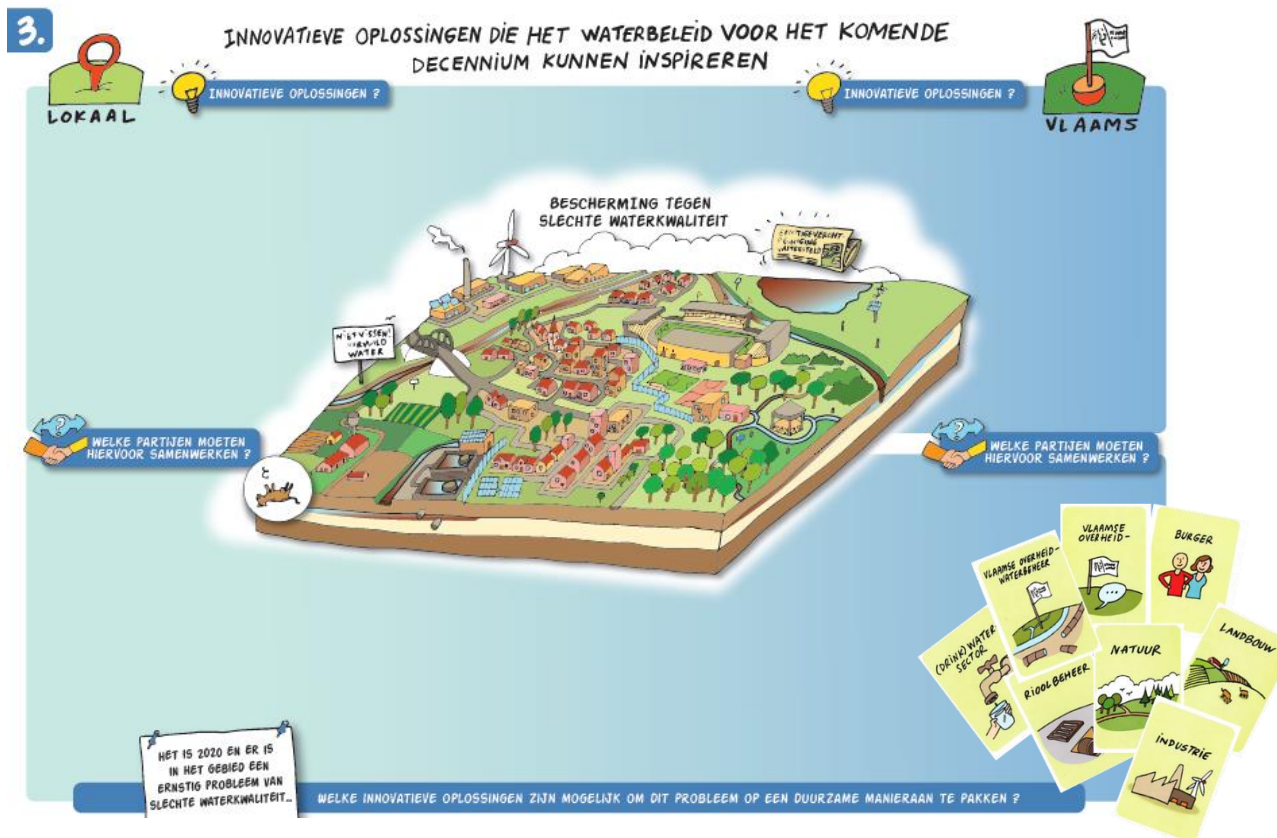 3.
INNOVATIEVE OPLOSSINGEN DIE HET WATERBELEID VOOR HET KOMENDE
DECENNIUM KUNNEN INSPIREREN
LOKAAL
INNOVATIEVE OPLOSSINGEN ?
INNOVATIEVE OPLOSSINGEN ?
VLAAMS
BESCHERMING TEGEN
SLECHTE WATERKWALITEIT
NIET VISSEN!
WATER
WELKE PARTIJEN MOETEN
HIERVOOR SAMENWERKEN ?
WELKE PARTIJEN MOETEN
HIERVOOR SAMENWERKEN ?
VLAAMSE
OVERHEID-
BURGER
VLAAMSE OVERHEID-
WATERBEHEER
(DRINK)WATER-
SECTOR
RIOOLBEHEER
NATUUR
LANDBOUW
INDUSTRIE
HET IS 2020 EN ER IS
IN HET GEBIED EEN
ERNSTIG PROBLEEM VAN
SLECHTE WATERKWALITEIT...
WELKE INNOVATIEVE OPLOSSINGEN ZIJN MOGELIJK OM DIT PROBLEEM OP EEN DUURZAME MANIERAAN TE PAKKEN ?